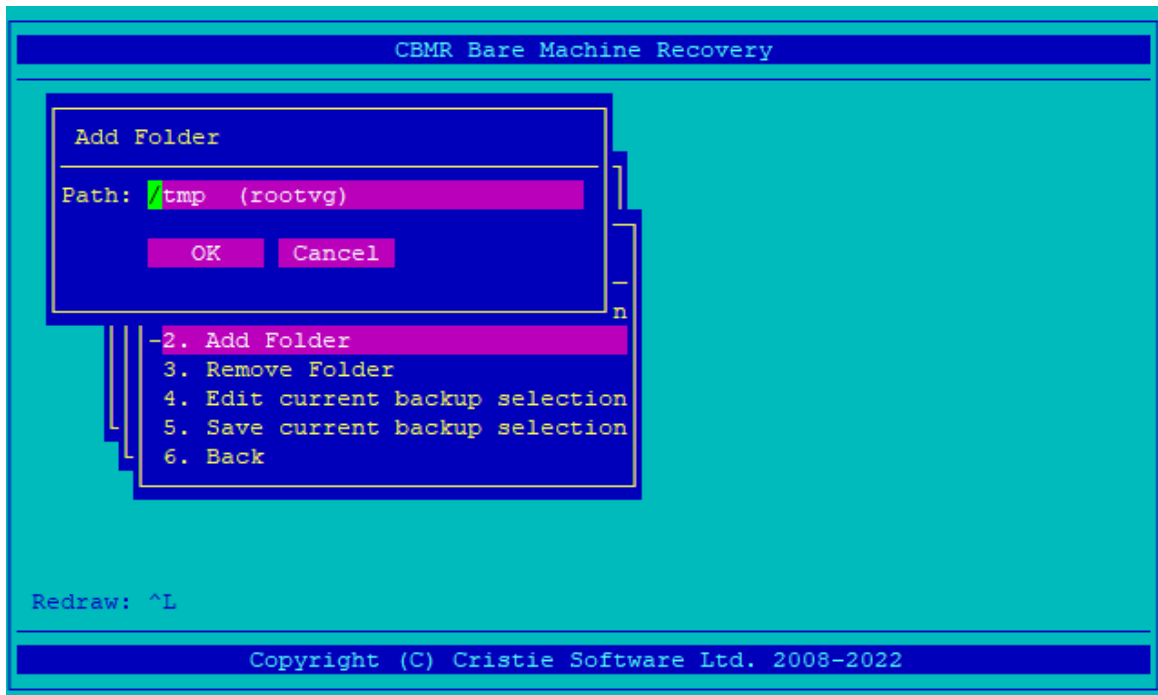 CBMR Bare Machine Recovery
Add Folder
Path: /tmp (rootvg)
OK Cancel
n
-2. Add Folder
3. Remove Folder
4. Edit current backup selection
5. Save current backup selection
6. Back
Redraw: ^L
Copyright (C) Cristie Software Ltd. 2008-2022